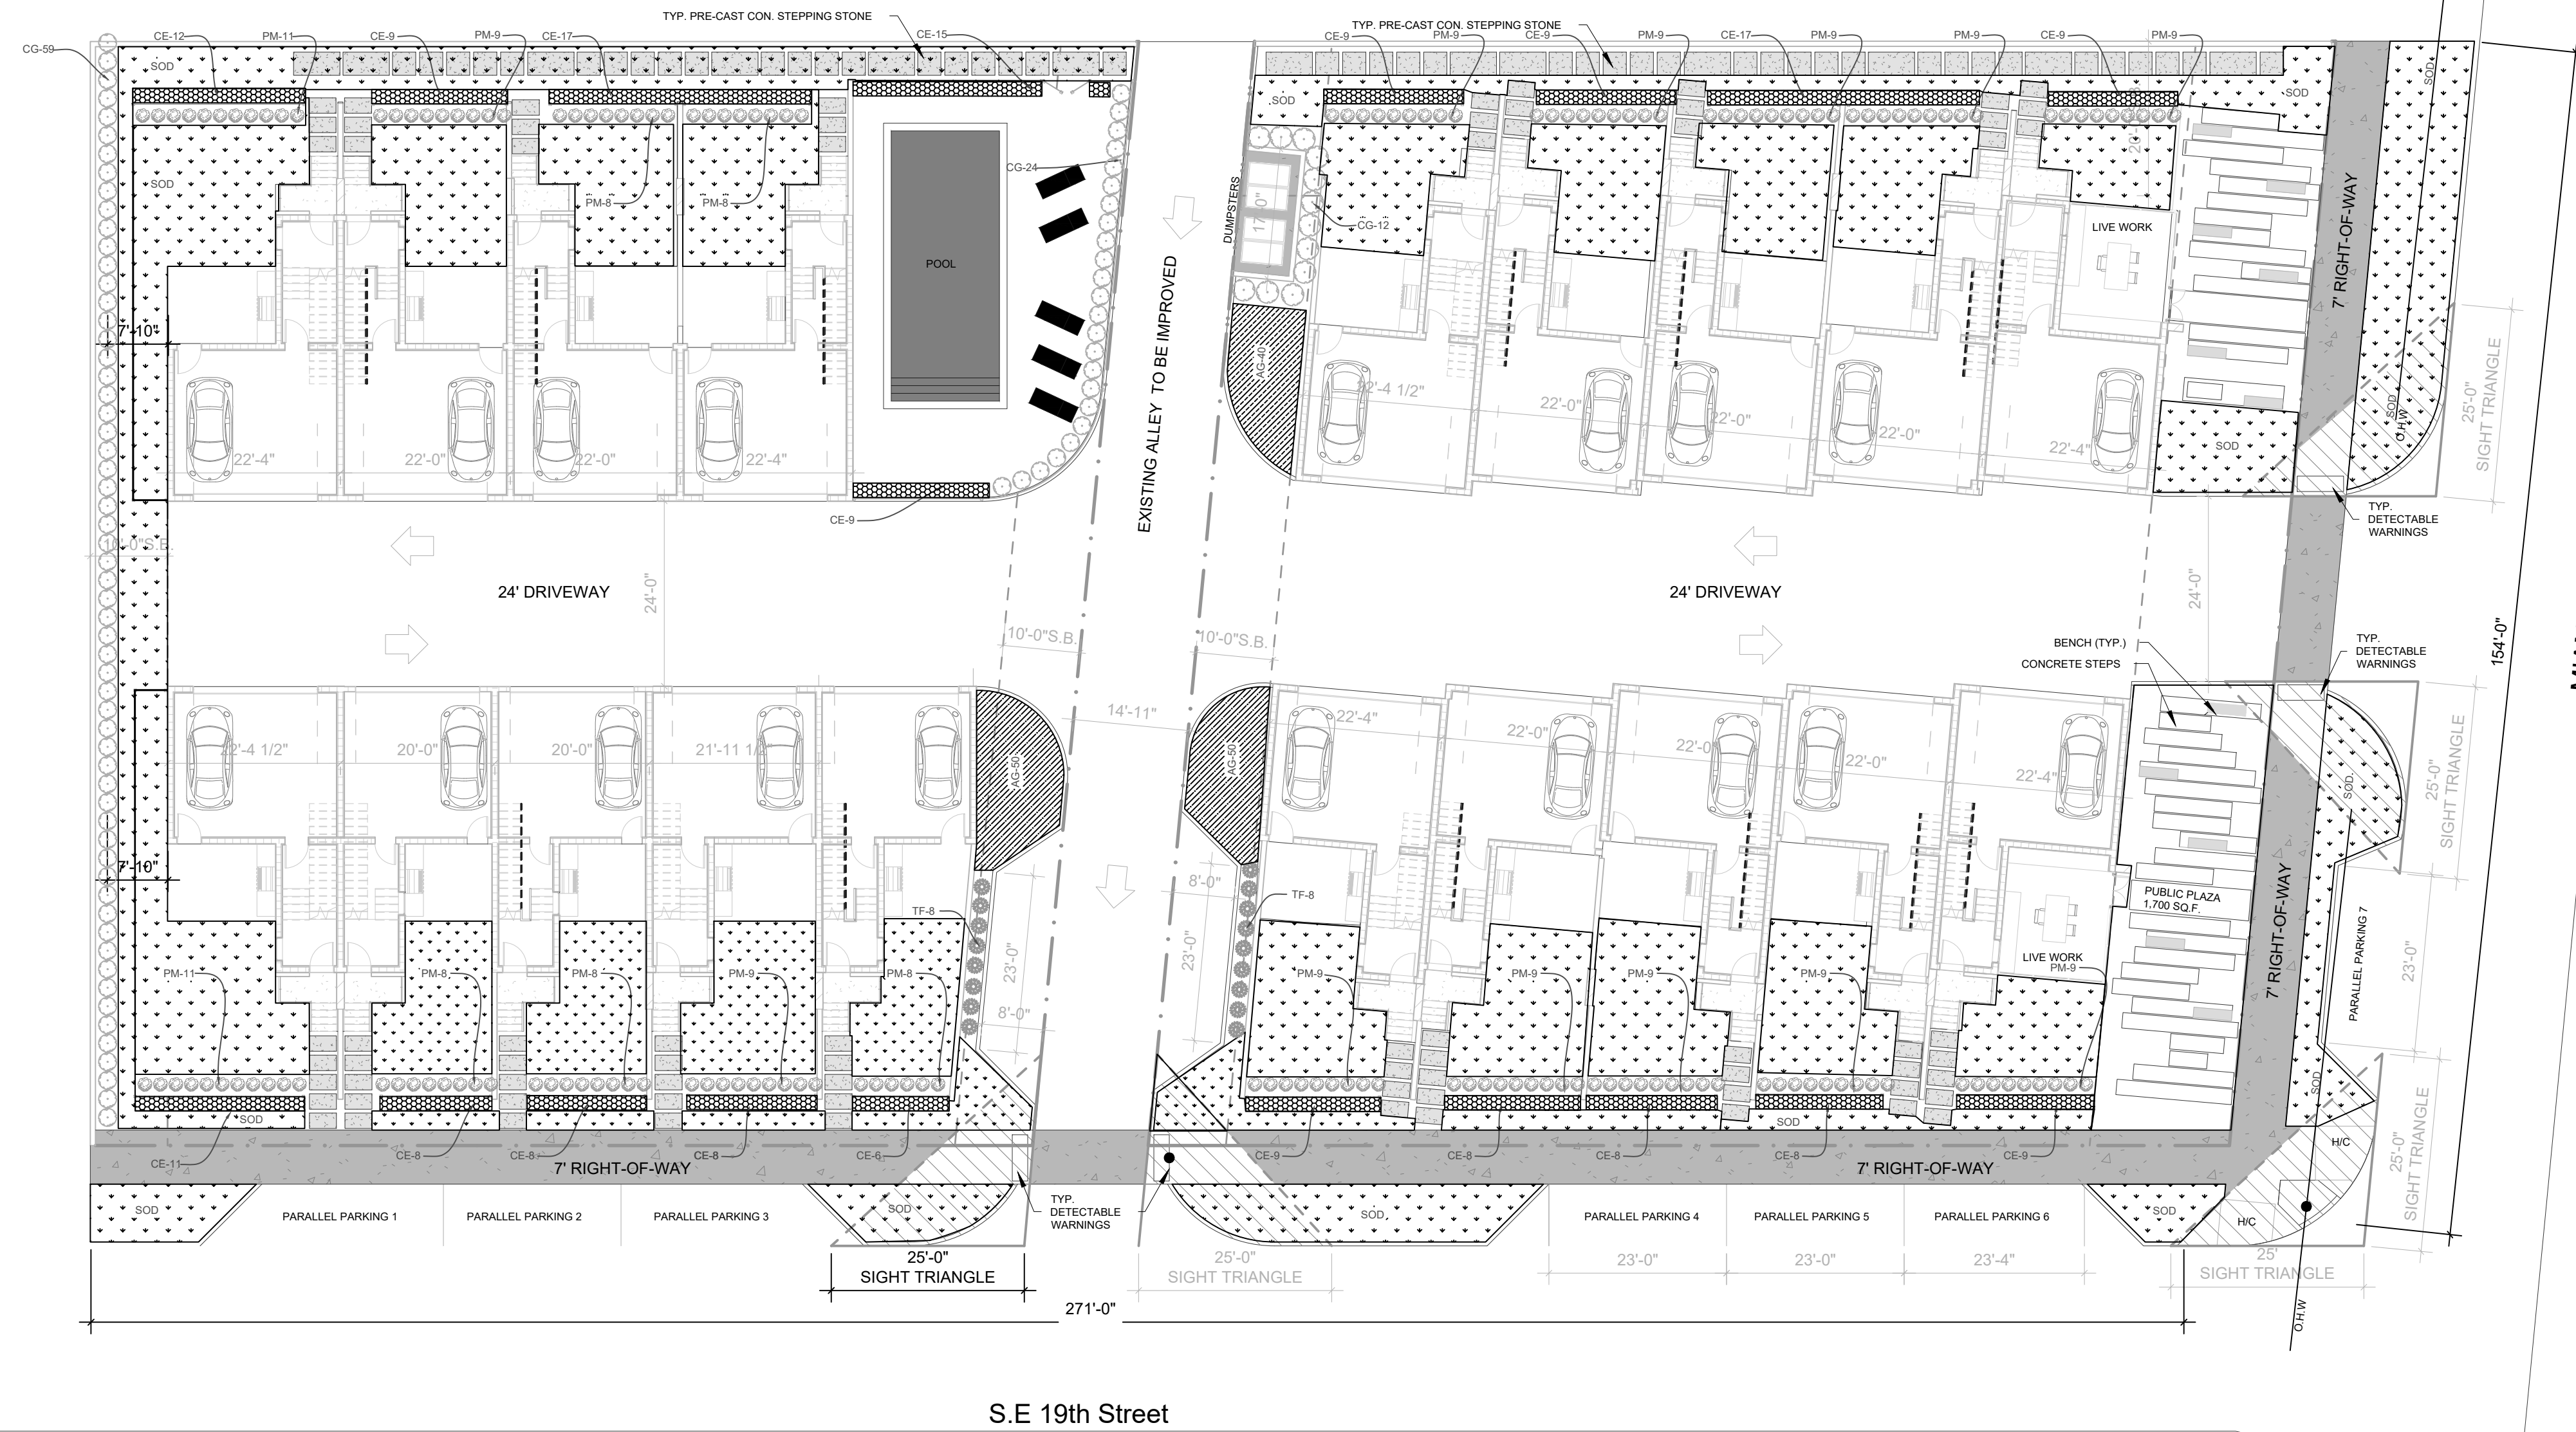 TYP. PRE-CAST CON. STEPPING STONE
TYP. PRE-CAST CON. STEPPING STONE
CG-59
CE-12
PM-11
CE-9
PM-9
CE-17
CE-15
CE-9
PM-9
CE-9
PM-9
CE-17
PM-9
PM-9
CE-9
PM-9
SOD
SOD
SOD
SOD
SOD
PM-8
PM-8
CG-24
POOL
DUMPSTERS
17'-0"
CG-12
LIVE WORK
7' RIGHT-OF-WAY
EXISTING ALLEY TO BE IMPROVED
7'-10"
AG-40
22'-4"
22'-0"
22'-0"
22'-4"
22'-4 1/2"
22'-0"
22'-0"
22'-0"
22'-4"
SOD
SOD
O.H.W
25'-0"
SIGHT TRIANGLE
CE-9
TYP.
DETECTABLE
WARNINGS
10'-0"S.B.
24' DRIVEWAY
24'-0"
24' DRIVEWAY
24'-0"
10'-0"S.B.
10'-0"S.B.
BENCH (TYP.)
CONCRETE STEPS
TYP.
DETECTABLE
WARNINGS
154'-0"
14'-11"
22'-4 1/2"
20'-0"
20'-0"
21'-11 1/2"
AG-50
AG-50
22'-4"
22'-0"
22'-0"
22'-0"
22'-4"
SOD
25'-0"
SIGHT TRIANGLE
7'-10"
8'-0"
TF-8
TF-8
PUBLIC PLAZA
1,700 SQ.F.
7' RIGHT-OF-WAY
PARALLEL PARKING 7
23'-0"
23'-0"
23'-0"
8'-0"
LIVE WORK
PM-11
PM-8
PM-8
PM-9
PM-8
PM-9
PM-9
PM-9
PM-9
PM-9
SOD
SOD
SOD
H/C
25'-0"
SIGHT TRIANGLE
CE-11
CE-8
CE-8
CE-8
CE-6
CE-9
CE-8
CE-8
CE-8
CE-9
7' RIGHT-OF-WAY
7' RIGHT-OF-WAY
SOD
PARALLEL PARKING 1
PARALLEL PARKING 2
PARALLEL PARKING 3
SOD
TYP.
DETECTABLE
WARNINGS
SOD
PARALLEL PARKING 4
PARALLEL PARKING 5
PARALLEL PARKING 6
SOD
H/C
25'-0"
SIGHT TRIANGLE
25'-0"
SIGHT TRIANGLE
23'-0"
23'-0"
23'-4"
25'
SIGHT TRIANGLE
271'-0"
O.H.W
S.E 19th Street